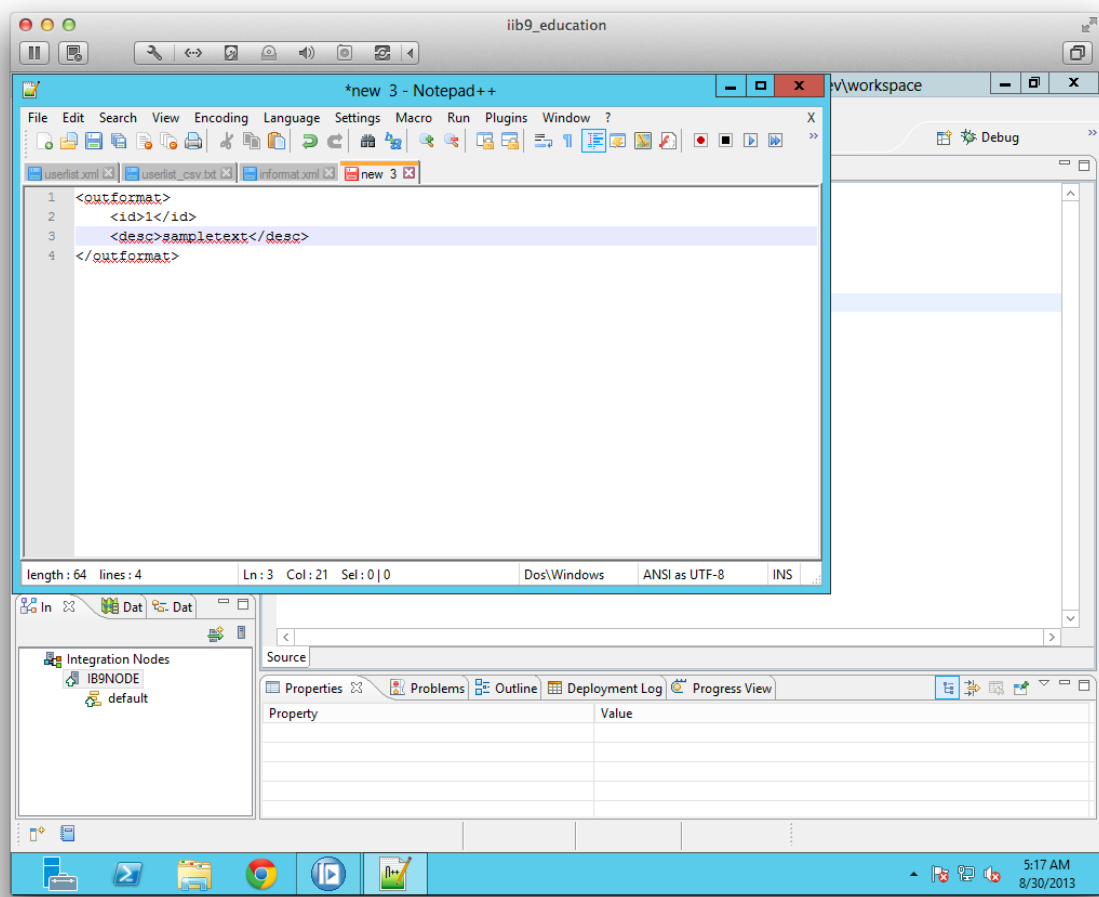 iib9_education
*new 3 - Notepad++
ev\workspace
File Edit Search View Encoding Language Settings Macro Run Plugins Window ? X
Debug
userlist.xml userlist_csv.txt informat.xml new 3
1 <outformat>
2 <id>1</id>
3 <desc>sampletext</desc>
4 </outformat>
length : 64 lines : 4 Ln : 3 Col : 21 Sel : 0 | 0 Dos\Windows ANSI as UTF-8 INS
In Dat Dat
Integration Nodes
IB9NODE
default
Source
Properties Problems Outline Deployment Log Progress View
Property Value
5:17 AM
8/30/2013